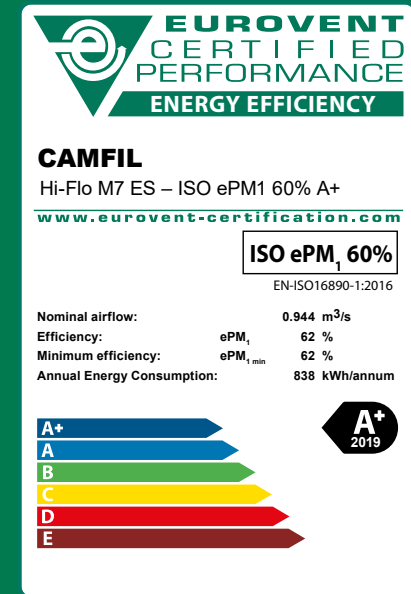 EUROVENT
CERTIFIED
PERFORMANCE
ENERGY EFFICIENCY
CAMFIL
Hi-Flo M7 ES – ISO ePM1 60% A+
www.eurovent-certification.com
ISO ePM1 60%
EN-ISO16890-1:2016
Nominal airflow: 0.944 m3/s
Efficiency: ePM1 62 %
Minimum efficiency: ePM1 min 62 %
Annual Energy Consumption: 838 kWh/annum
A+
A
B
C
D
E
A+
2019